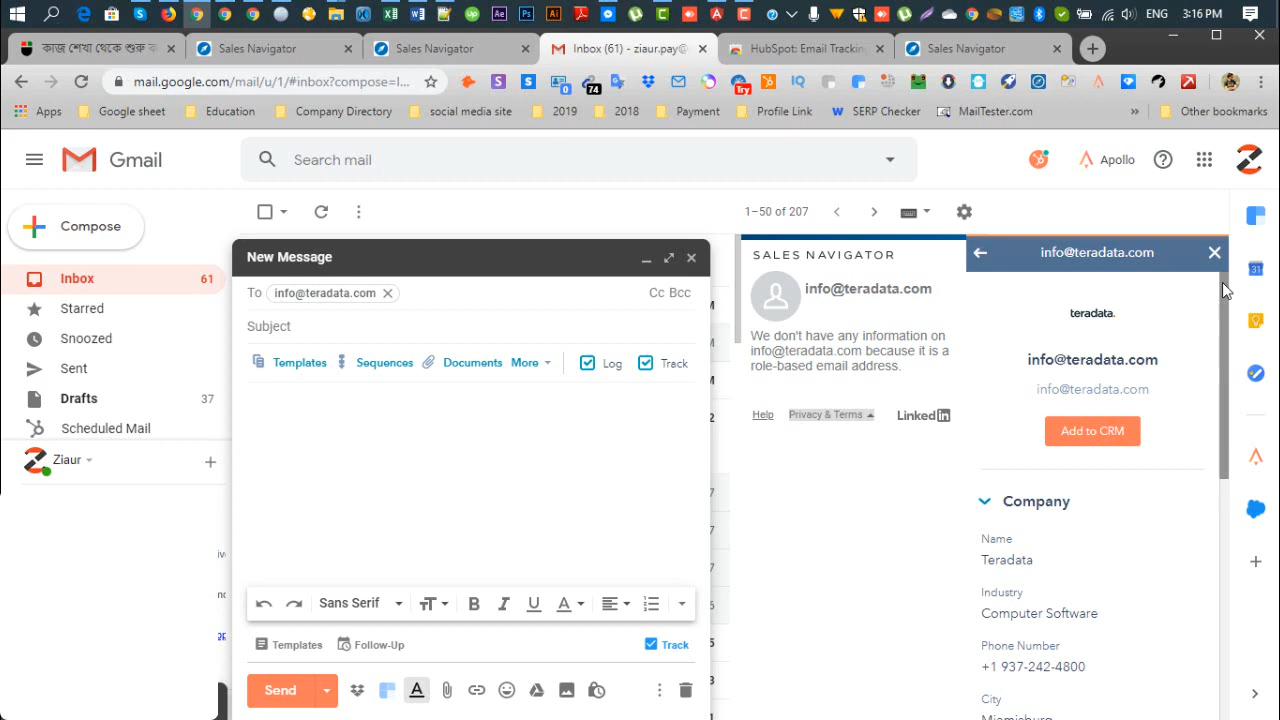 ENG 3:16 PM
কাজ শেখা থেকে শুরু ক
Sales Navigator
Sales Navigator
Inbox (61) - ziaur.pay@
HubSpot: Email Trackin
Sales Navigator
mail.google.com/mail/u/1/#inbox?compose=l...
74
Try
Apps
Google sheet
Education
Company Directory
social media site
2019
2018
Payment
Profile Link
W SERP Checker
MailTester.com
»
Other bookmarks
Gmail
Search mail
Apollo
Compose
1–50 of 207
Inbox 61
Starred
Snoozed
Sent
Drafts 37
Scheduled Mail
Ziaur
New Message
To info@teradata.com
Cc Bcc
Subject
Templates Sequences Documents More Log Track
Sans Serif
Templates Follow-Up Track
Send
SALES NAVIGATOR
info@teradata.com
We don't have any information on
info@teradata.com because it is a
role-based email address.
Help Privacy & Terms LinkedIn
info@teradata.com
teradata.
info@teradata.com
info@teradata.com
Add to CRM
Company
Name
Teradata
Industry
Computer Software
Phone Number
+1 937-242-4800
City
Miamisburg
31